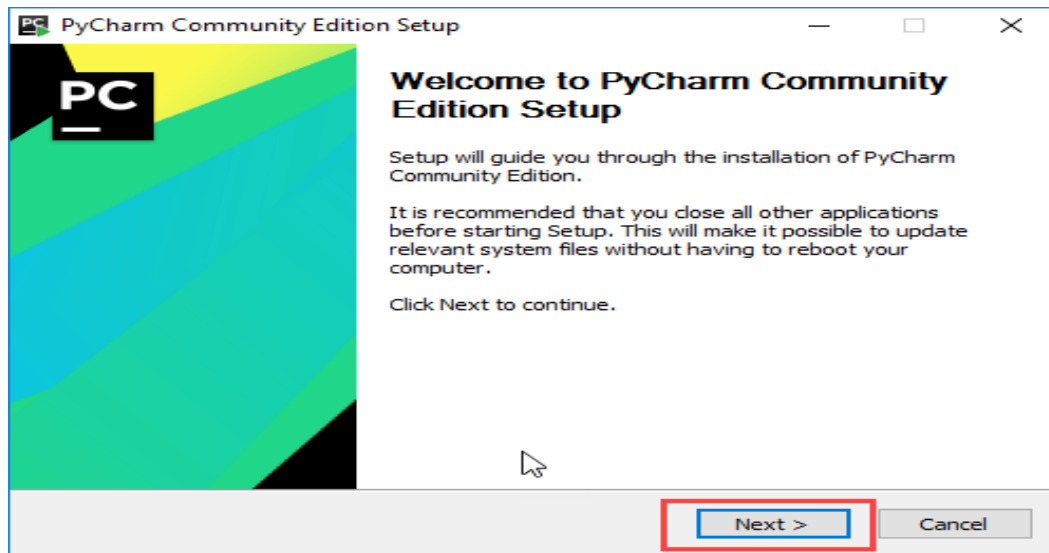 PyCharm Community Edition Setup
PC
Welcome to PyCharm Community
Edition Setup
Setup will guide you through the installation of PyCharm
Community Edition.
It is recommended that you close all other applications
before starting Setup. This will make it possible to update
relevant system files without having to reboot your
computer.
Click Next to continue.
Next >
Cancel